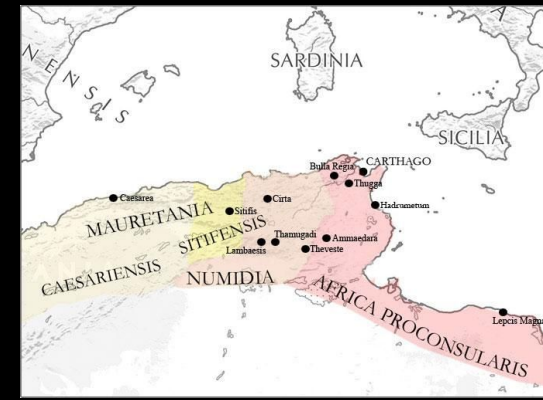 NENSIS
SARDINIA
SICILIA
Bulla Regia
CARTHAGO
Thugga
Caesarea
Cirta
Hadrumetum
Sitifis
MAURETANIA
SITIFENSIS
Thamugadi
Ammaedara
Lambaesis
Theveste
CAESARIENSIS
NUMIDIA
AFRICA PROCONSULARIS
Lepcis Magna